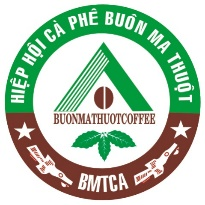 HIỆP HỘI CÀ PHÊ BUÔN MA THUỘT
BUONMATHUOTCOFFEE
BMTCA